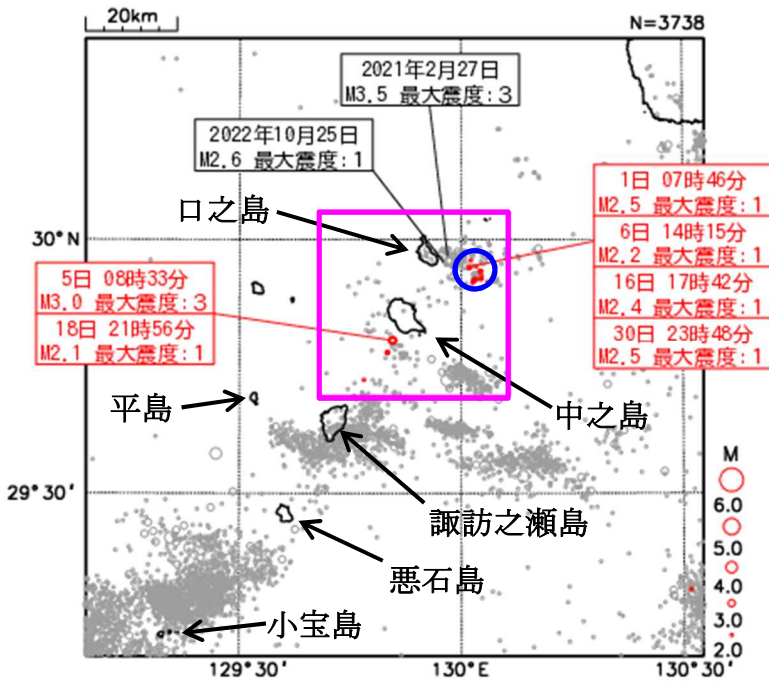 20km
N=3738
2021年2月27日
M3.5 最大震度:3
2022年10月25日
M2.6 最大震度:1
口之島
1日 07時46分
M2.5 最大震度:1
6日 14時15分
M2.2 最大震度:1
16日 17時42分
M2.4 最大震度:1
30日 23時48分
M2.5 最大震度:1
30°N
5日 08時33分
M3.0 最大震度:3
18日 21時56分
M2.1 最大震度:1
平島
中之島
M
6.0
5.0
4.0
3.0
2.0
29°30'
諏訪之瀬島
悪石島
小宝島
129°30'
130°E
130°30'